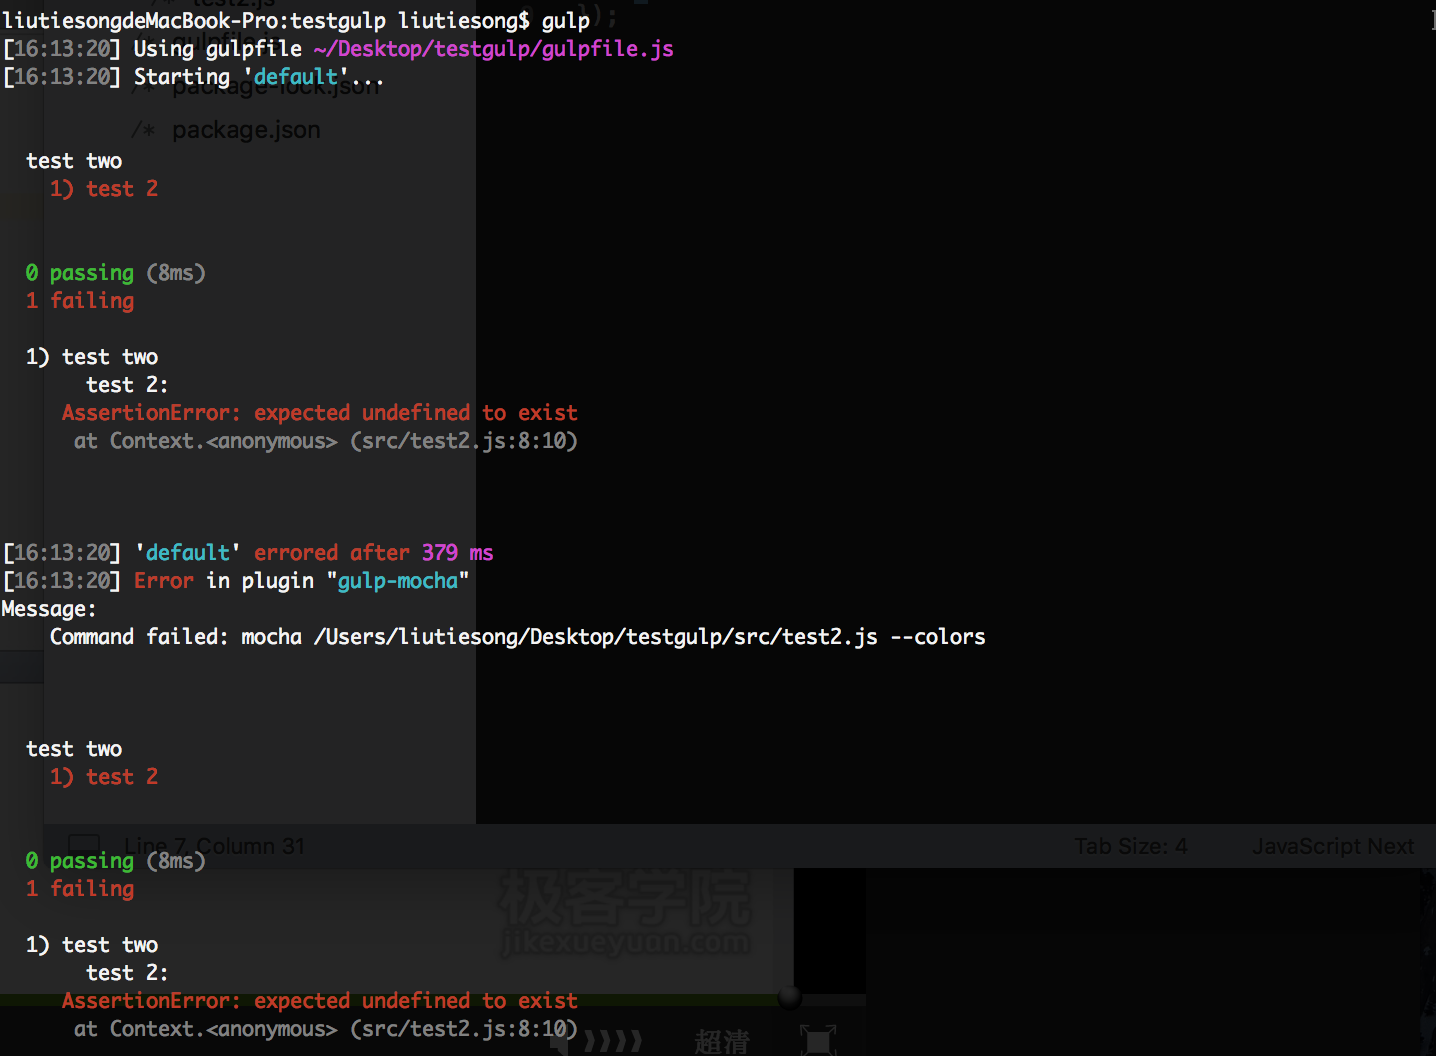 test2.js
});
liutiesongdeMacBook-Pro:testgulp liutiesong$ gulp
gulpfile.js
[16:13:20] Using gulpfile ~/Desktop/testgulp/gulpfile.js
[16:13:20] Starting 'default'...
/* package-lock.json
/* package.json
test two
1) test 2
0 passing (8ms)
1 failing
1) test two
test 2:
AssertionError: expected undefined to exist
at Context.<anonymous> (src/test2.js:8:10)
[16:13:20] 'default' errored after 379 ms
[16:13:20] Error in plugin "gulp-mocha"
Message:
Command failed: mocha /Users/liutiesong/Desktop/testgulp/src/test2.js --colors
test two
1) test 2
Line 7, Column 31
Tab Size: 4
JavaScript Next
0 passing (8ms)
1 failing
极客学院
jikexueyuan.com
1) test two
test 2:
AssertionError: expected undefined to exist
at Context.<anonymous> (src/test2.js:8:10)
超清